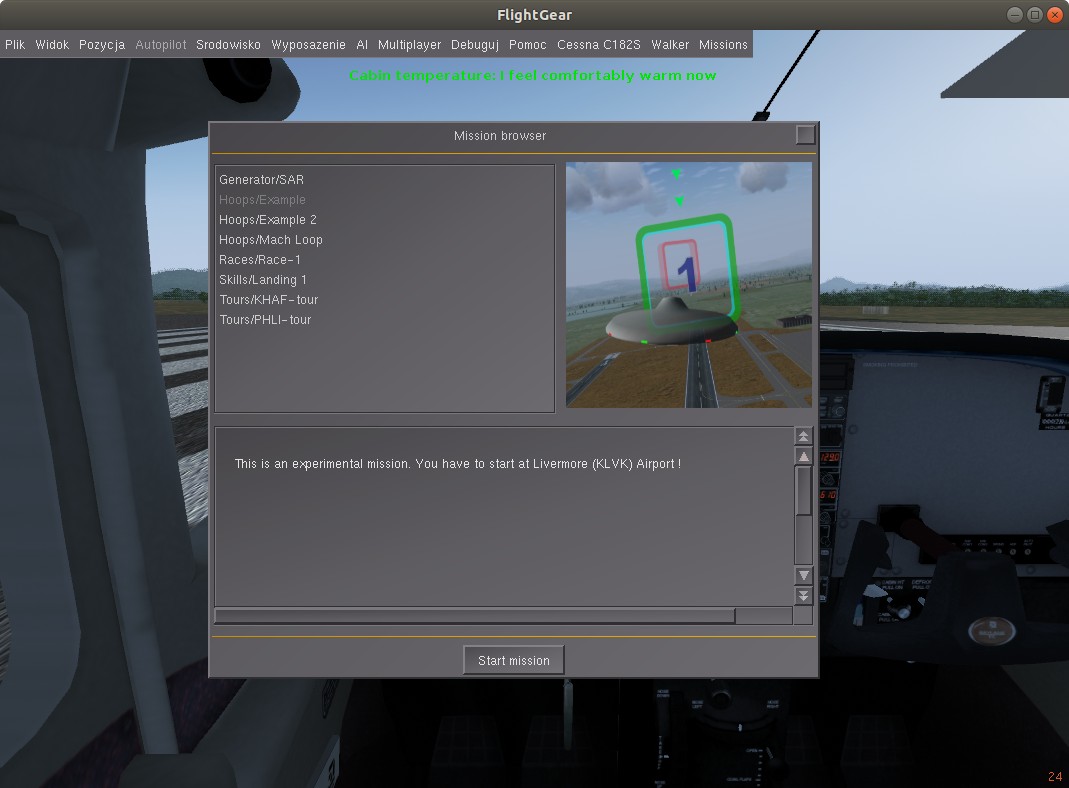 FlightGear
Plik Widok Pozycja Autopilot Srodowisko Wyposazenie AI Multiplayer Debuguj Pomoc Cessna C182S Walker Missions
Cabin temperature: I feel comfortably warm now
Mission browser
Generator/SAR
Hoops/Example
Hoops/Example 2
Hoops/Mach Loop
Races/Race-1
Skills/Landing 1
Tours/KHAF-tour
Tours/PHLI-tour
1
This is an experimental mission. You have to start at Livermore (KLVK) Airport !
Start mission
24